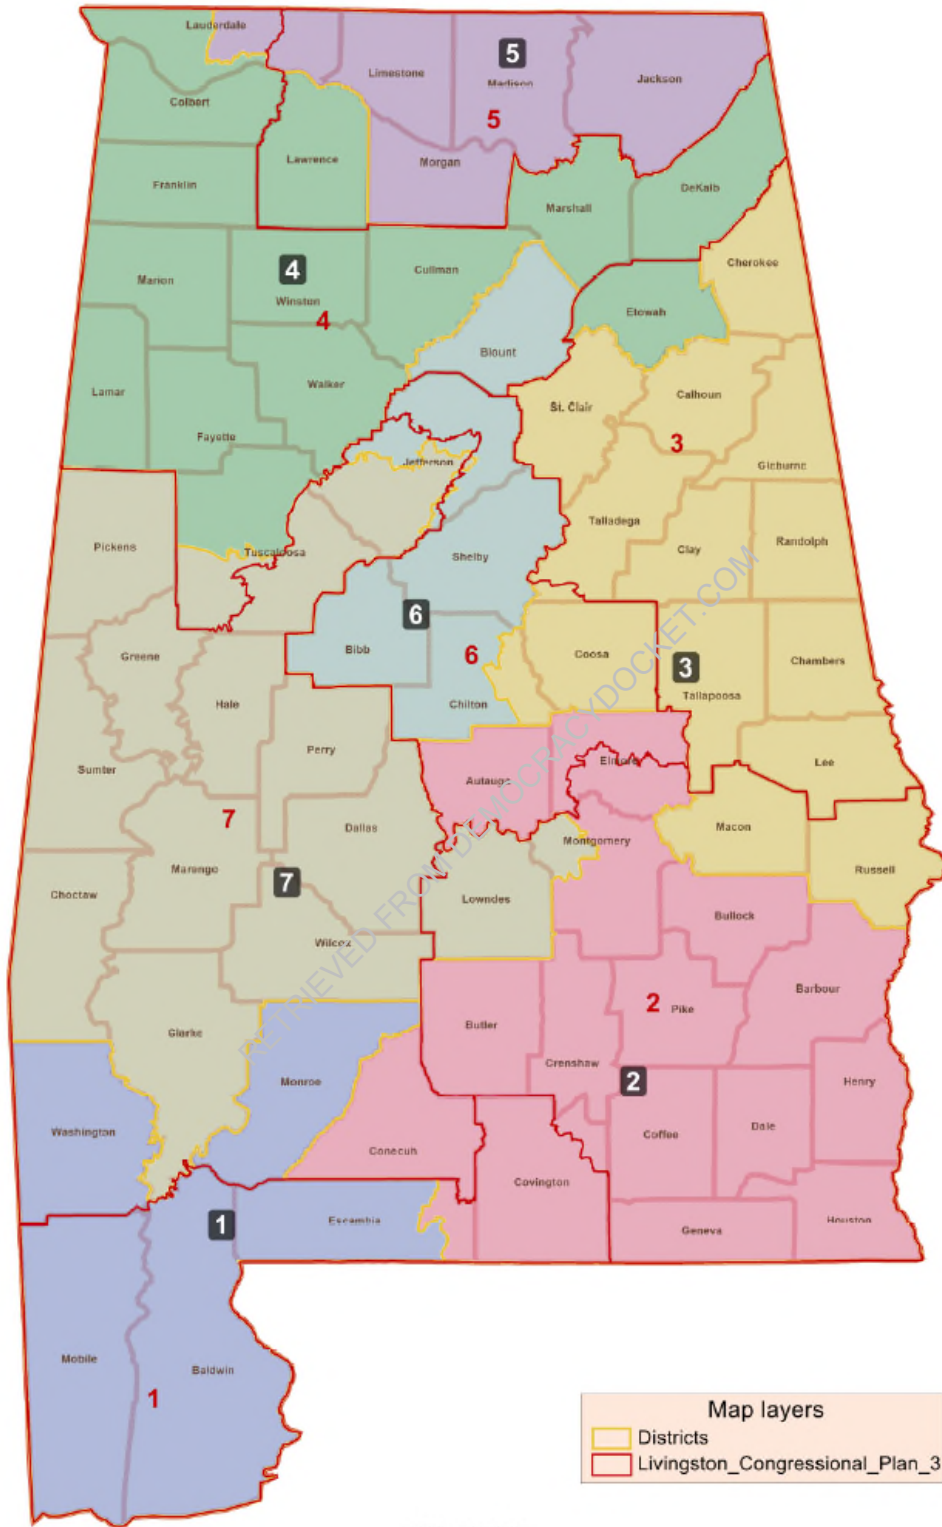 Lauderdale
5
Limestone
Madison
Jackson
Colbert
5
Lawrence
Morgan
Franklin
DeKalb
Marshall
Cherokee
4
Cullman
Marion
Winston
Etowah
4
Blount
Walker
Lamar
Calhoun
St. Clair
Fayette
3
Jefferson
Cleburne
Talladega
Pickens
Tuscaloosa
Shelby
Clay
Randolph
6
Bibb
Greene
6
Coosa
3
Chambers
Hale
Chilton
Tallapoosa
Perry
Sumter
Elmore
Lee
Autauga
7
Dallas
Macon
Montgomery
Marengo
Russell
7
Choctaw
Lowndes
Bullock
Wilcox
2
Barbour
Pike
Butler
Clarke
Crenshaw
2
Monroe
Henry
Washington
Coffee
Dale
Conecuh
Covington
1
Escambia
Houston
Geneva
Mobile
Baldwin
1
RETRIEVED FROM DEMOCRACYDOCKET.COM
Map layers
Districts
Livingston_Congressional_Plan_3